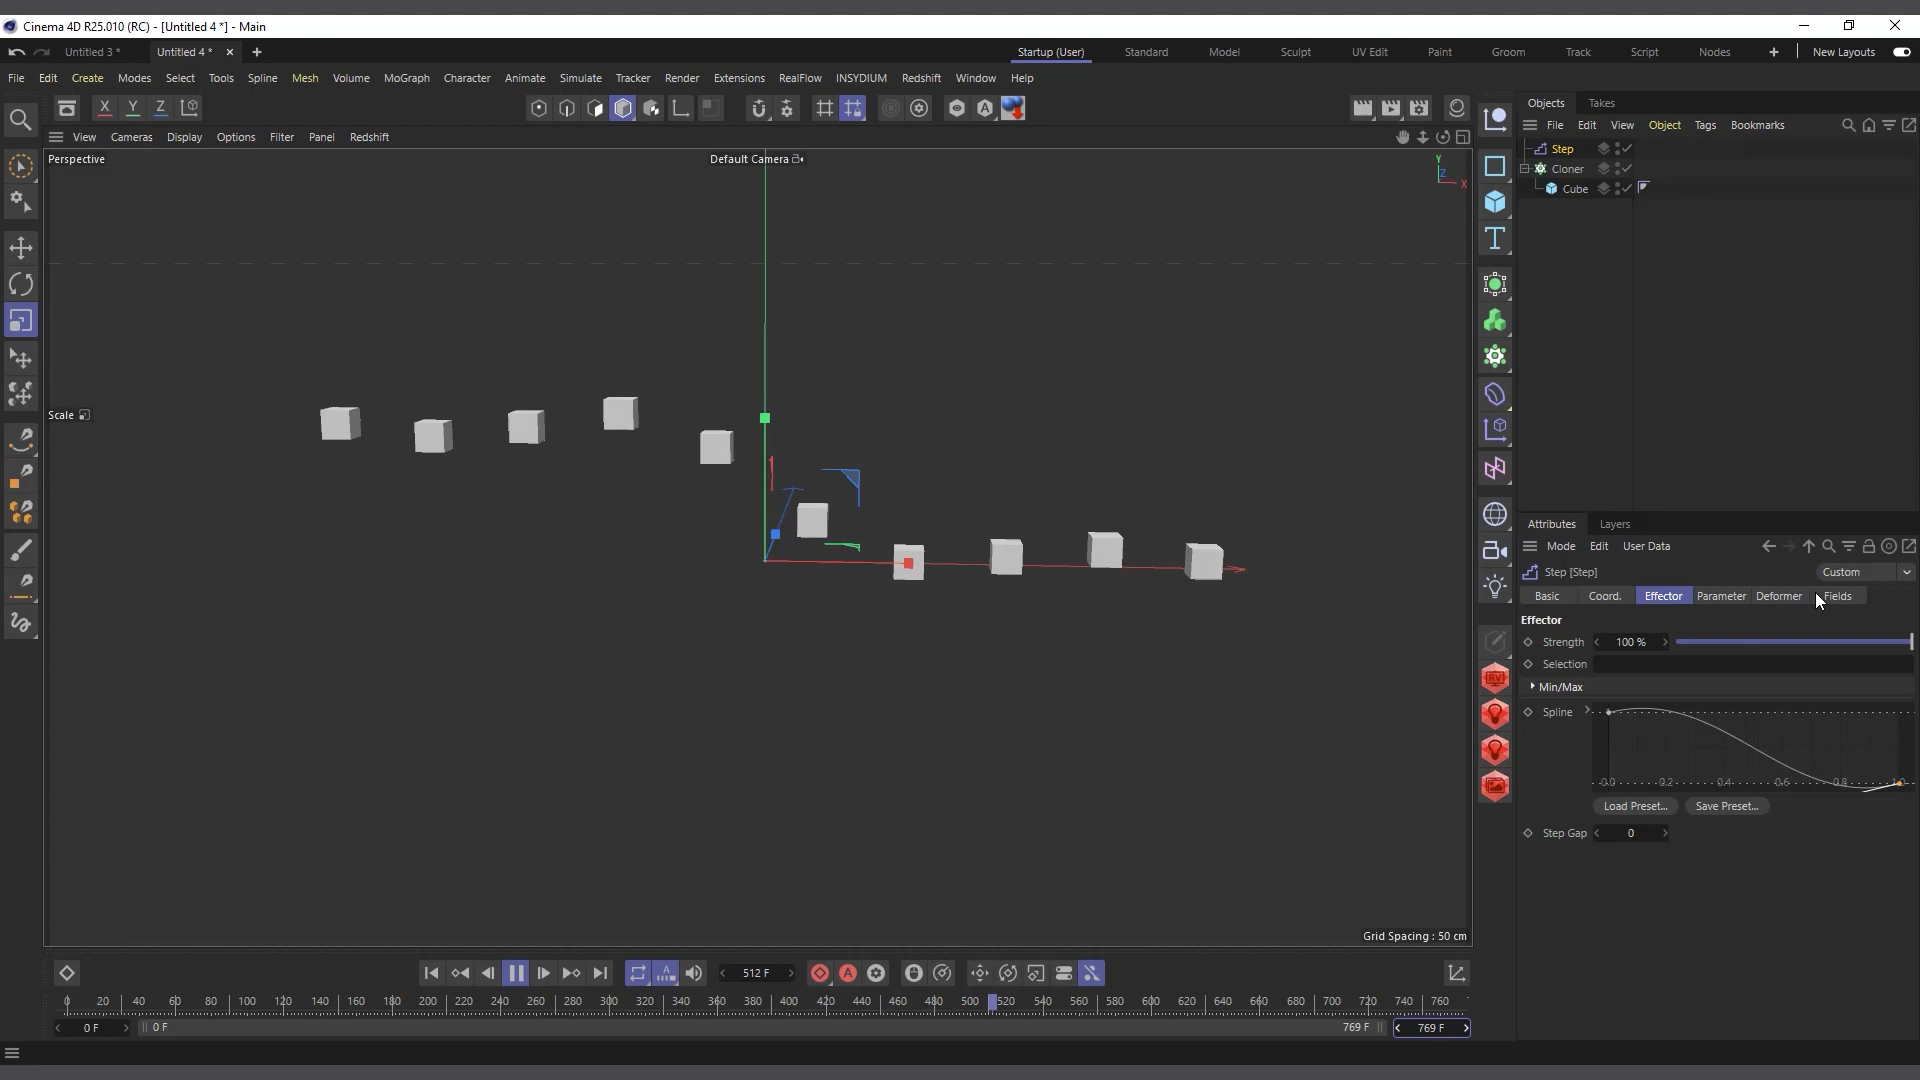 Cinema 4D R25.010 (RC) - [Untitled 4 *] - Main
Untitled 3 *
Untitled 4 *
Startup (User)
Standard
Model
Sculpt
UV Edit
Paint
Groom
Track
Script
Nodes
New Layouts
File Edit Create Modes Select Tools Spline Mesh Volume MoGraph Character Animate Simulate Tracker Render Extensions RealFlow INSYDIUM Redshift Window Help
X Y Z
Objects Takes
File Edit View Object Tags Bookmarks
View Cameras Display Options Filter Panel Redshift
Perspective
Default Camera
Y
Z
X
Step
Cloner
Cube
Scale
Attributes Layers
Mode Edit User Data
Step [Step]
Custom
Basic Coord. Effector Parameter Deformer Fields
Effector
Strength 100 %
Selection
Min/Max
Spline
0.0 0.2 0.4 0.6 0.8 1.0
Load Preset... Save Preset...
Step Gap 0
RV
Grid Spacing : 50 cm
512 F
0 20 40 60 80 100 120 140 160 180 200 220 240 260 280 300 320 340 360 380 400 420 440 460 480 500 520 540 560 580 600 620 640 660 680 700 720 740 760
0 F
0 F
769 F
769 F